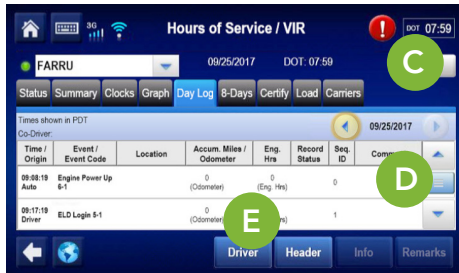 3G Hours of Service / VIR DOT 07:59
FARRU 09/25/2017 DOT: 07:59 C
Status Summary Clocks Graph Day Log 8-Days Certify Load Carriers
Times shown in PDT
Co-Driver: 09/25/2017
Time / Origin Event / Event Code Location Accum. Miles / Odometer Eng. Hrs Record Status Seq. ID
09:08:19 Auto Engine Power Up 6-1 0 (Odometer) 0 (Eng. Hrs) 0 D
09:17:19 Driver ELD Login 5-1 0 1
E
Driver Header Info Remarks